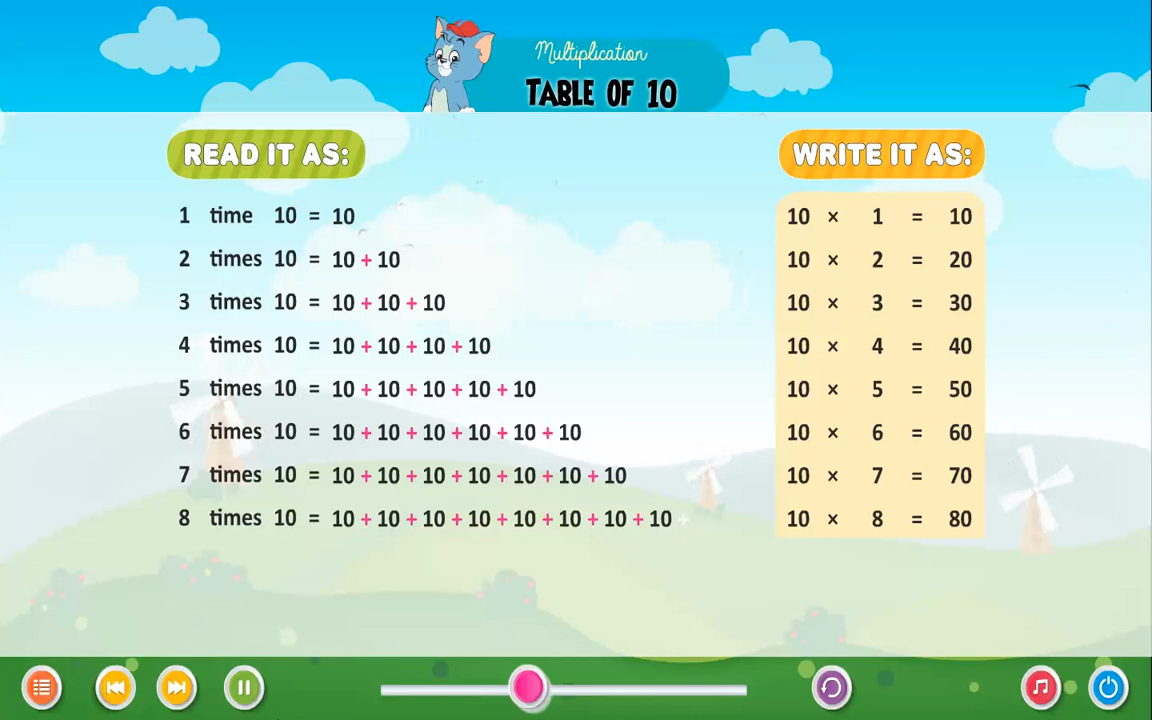 Multiplication
TABLE OF 10
READ IT AS:
WRITE IT AS:
1 time 10 = 10
10 × 1 = 10
2 times 10 = 10 + 10
10 × 2 = 20
3 times 10 = 10 + 10 + 10
10 × 3 = 30
4 times 10 = 10 + 10 + 10 + 10
10 × 4 = 40
5 times 10 = 10 + 10 + 10 + 10 + 10
10 × 5 = 50
6 times 10 = 10 + 10 + 10 + 10 + 10 + 10
10 × 6 = 60
7 times 10 = 10 + 10 + 10 + 10 + 10 + 10 + 10
10 × 7 = 70
8 times 10 = 10 + 10 + 10 + 10 + 10 + 10 + 10 + 10
10 × 8 = 80